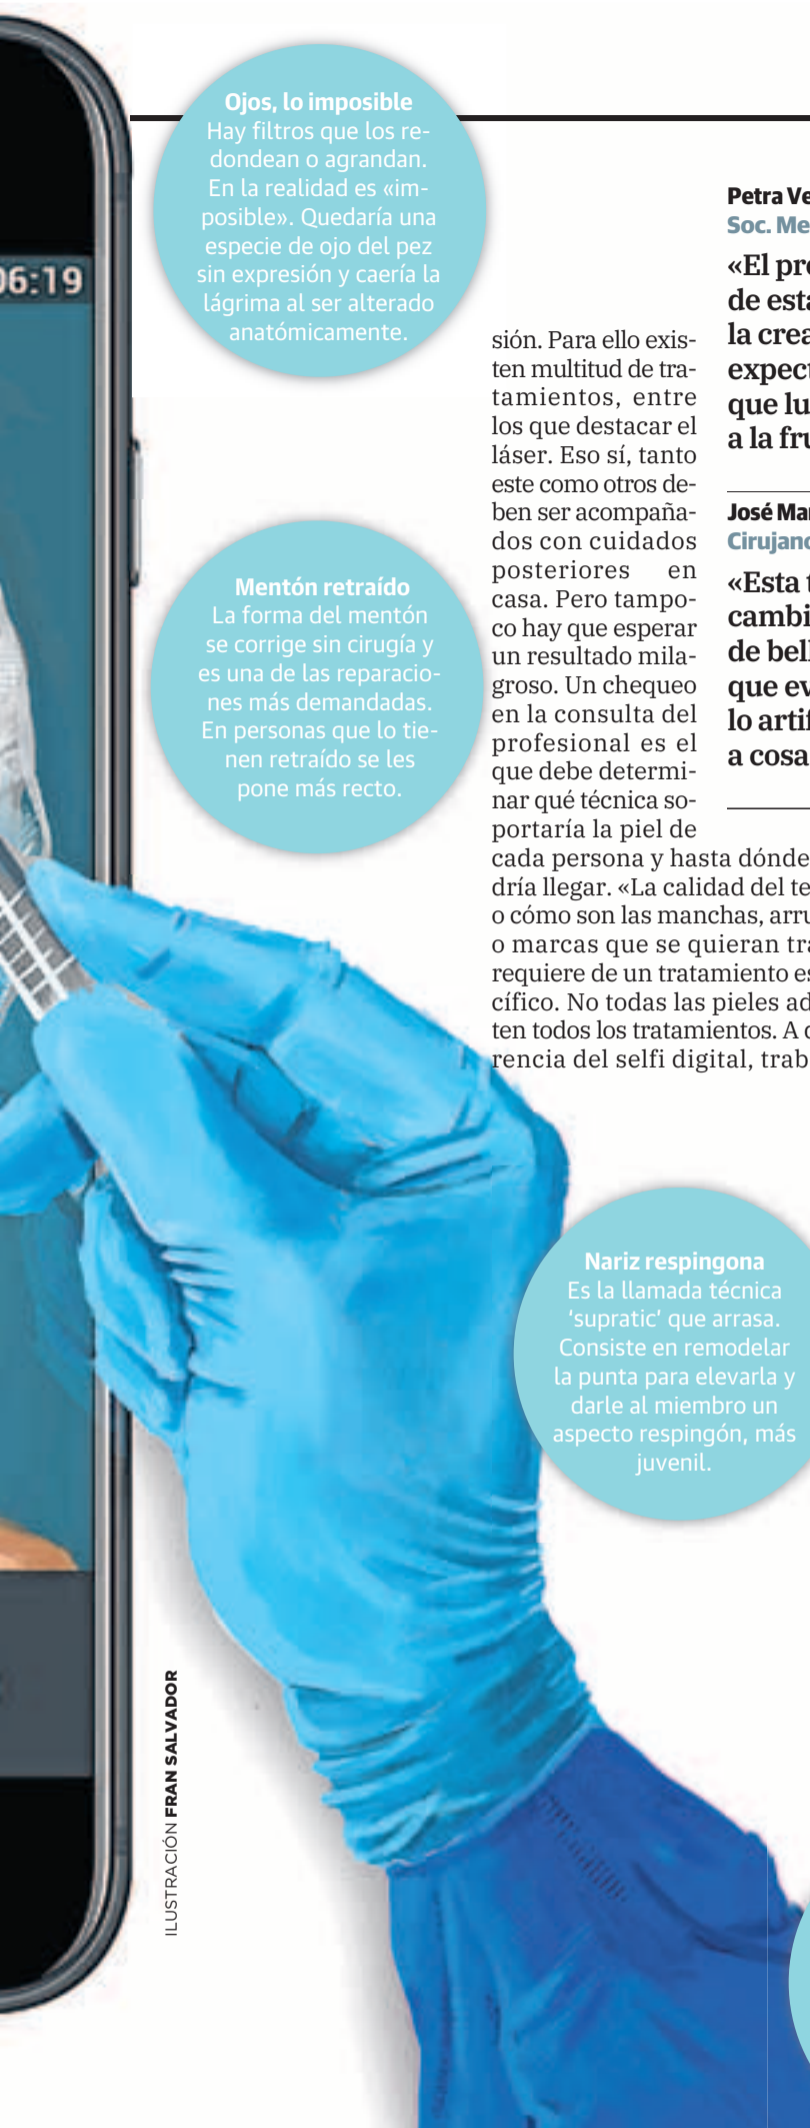 06:19
Ojos, lo imposible
Hay filtros que los re-
dondean o agrandan.
En la realidad es «im-
posible». Quedaría una
especie de ojo del pez
sin expresión y caería la
lágrima al ser alterado
anatómicamente.
Mentón retraído
La forma del mentón
se corrige sin cirugía y
es una de las reparacio-
nes más demandadas.
En personas que lo tie-
nen retraído se les
pone más recto.
sión. Para ello exis-
ten multitud de tra-
tamientos, entre
los que destacar el
láser. Eso sí, tanto
este como otros de-
ben ser acompaña-
dos con cuidados
posteriores en
casa. Pero tampo-
co hay que esperar
un resultado mila-
groso. Un chequeo
en la consulta del
profesional es el
que debe determi-
nar qué técnica so-
portaría la piel de
cada persona y hasta dónde
dría llegar. «La calidad del te
o cómo son las manchas, arru
o marcas que se quieran tra
requiere de un tratamiento es
cífico. No todas las pieles ad
ten todos los tratamientos. A
rencia del selfi digital, trab
Petra Ve
Soc. Me
«El pr
de est
la crea
expect
que lu
a la fru
José Mar
Cirujano
«Esta t
cambi
de bel
que ev
lo artif
a cosa
Nariz respingona
Es la llamada técnica
‘supratic’ que arrasa.
Consiste en remodelar
la punta para elevarla y
darle al miembro un
aspecto respingón, más
juvenil.
ILUSTRACIÓN FRAN SALVADOR